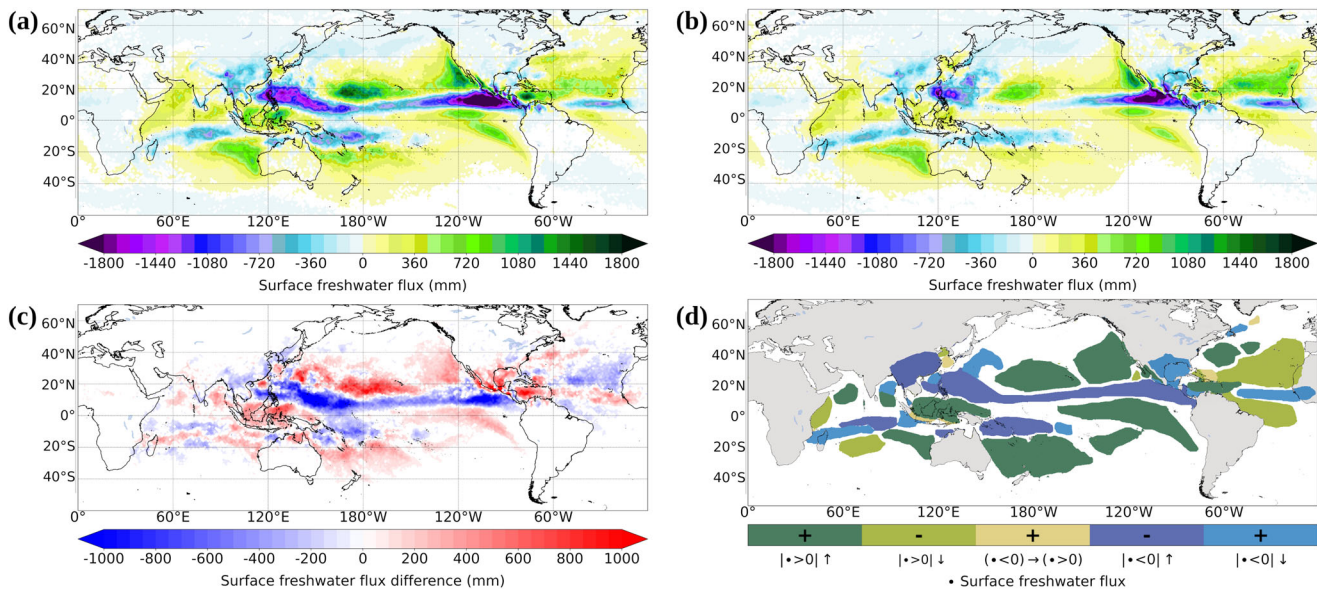 (a)
60°N
40°N
20°N
0°
20°S
40°S
0° 60°E 120°E 180° 120°W 60°W
-1800 -1440 -1080 -720 -360 0 360 720 1080 1440 1800
Surface freshwater flux (mm)
(b)
60°N
40°N
20°N
0°
20°S
40°S
0° 60°E 120°E 180° 120°W 60°W
-1800 -1440 -1080 -720 -360 0 360 720 1080 1440 1800
Surface freshwater flux (mm)
(c)
60°N
40°N
20°N
0°
20°S
40°S
0° 60°E 120°E 180° 120°W 60°W
-1000 -800 -600 -400 -200 0 200 400 600 800 1000
Surface freshwater flux difference (mm)
(d)
60°N
40°N
20°N
0°
20°S
40°S
0° 60°E 120°E 180° 120°W 60°W
+ - + - +
|•>0| ↑ |•>0| ↓ (•<0)→(•>0) |•<0| ↑ |•<0| ↓
• Surface freshwater flux